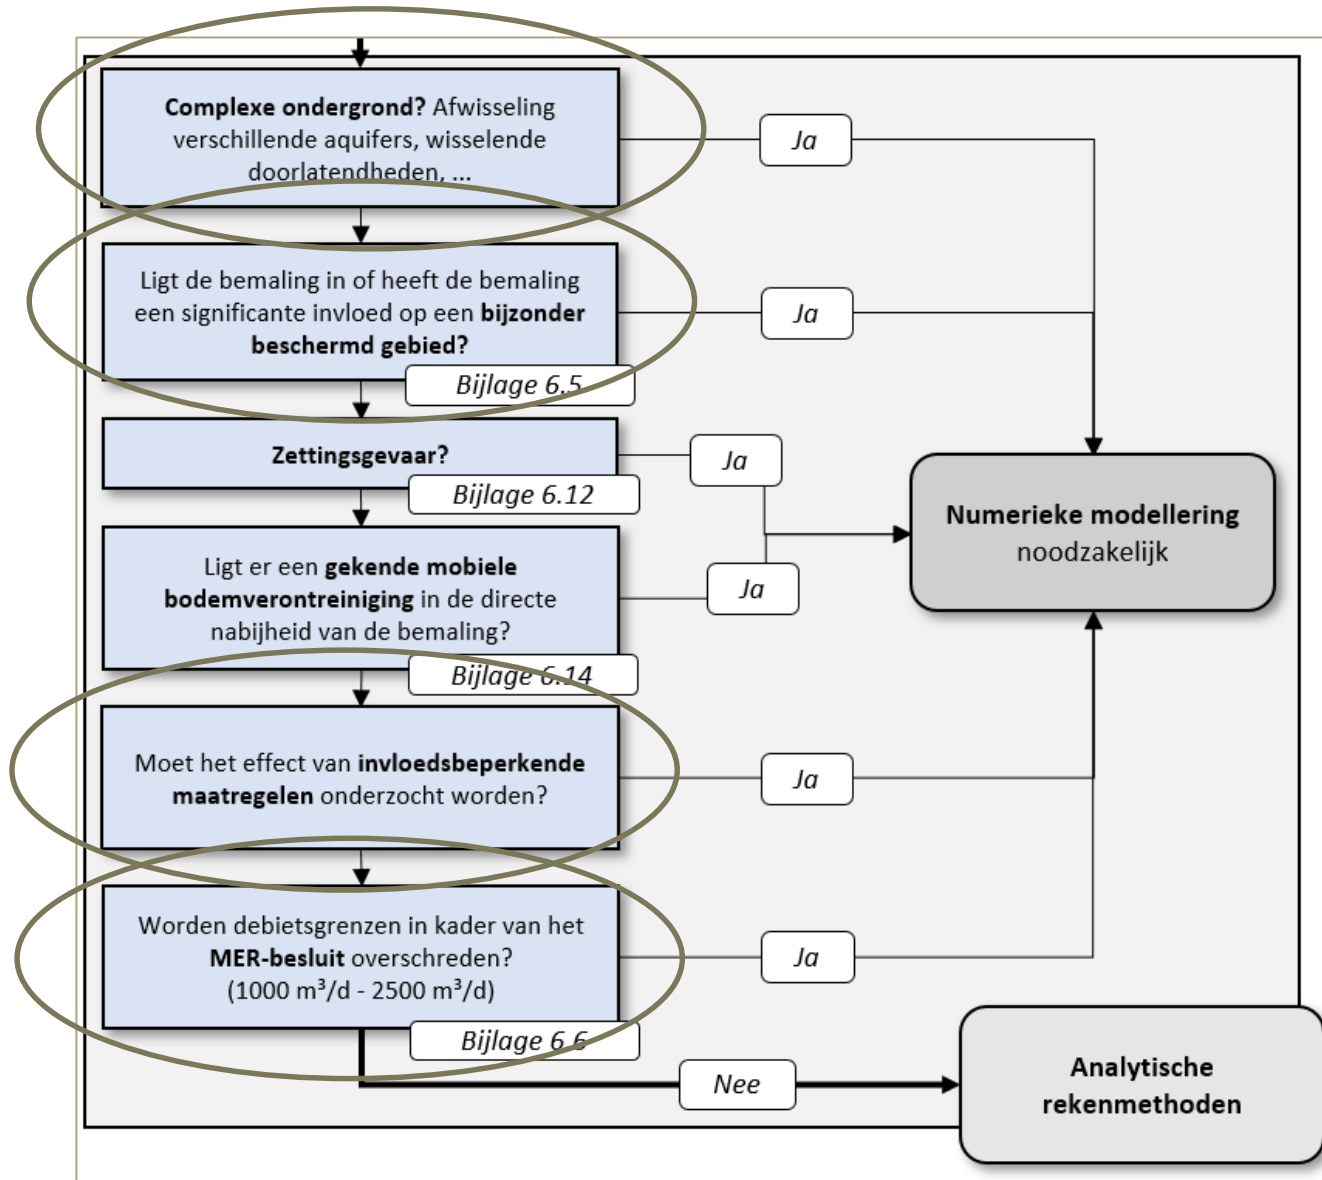 Complexe ondergrond? Afwisseling
verschillende aquifers, wisselende
doorlatendheden, ...
Ja
Ligt de bemaling in of heeft de bemaling
een significante invloed op een bijzonder
beschermd gebied?
Ja
Bijlage 6.5
Zettingsgevaar?
Ja
Bijlage 6.12
Numerieke modellering
noodzakelijk
Ligt er een gekende mobiele
bodemverontreiniging in de directe
nabijheid van de bemaling?
Ja
Bijlage 6.14
Moet het effect van invloedsbeperkende
maatregelen onderzocht worden?
Ja
Worden debietsgrenzen in kader van het
MER-besluit overschreden?
(1000 m³/d - 2500 m³/d)
Ja
Bijlage 6.6
Nee
Analytische
rekenmethoden